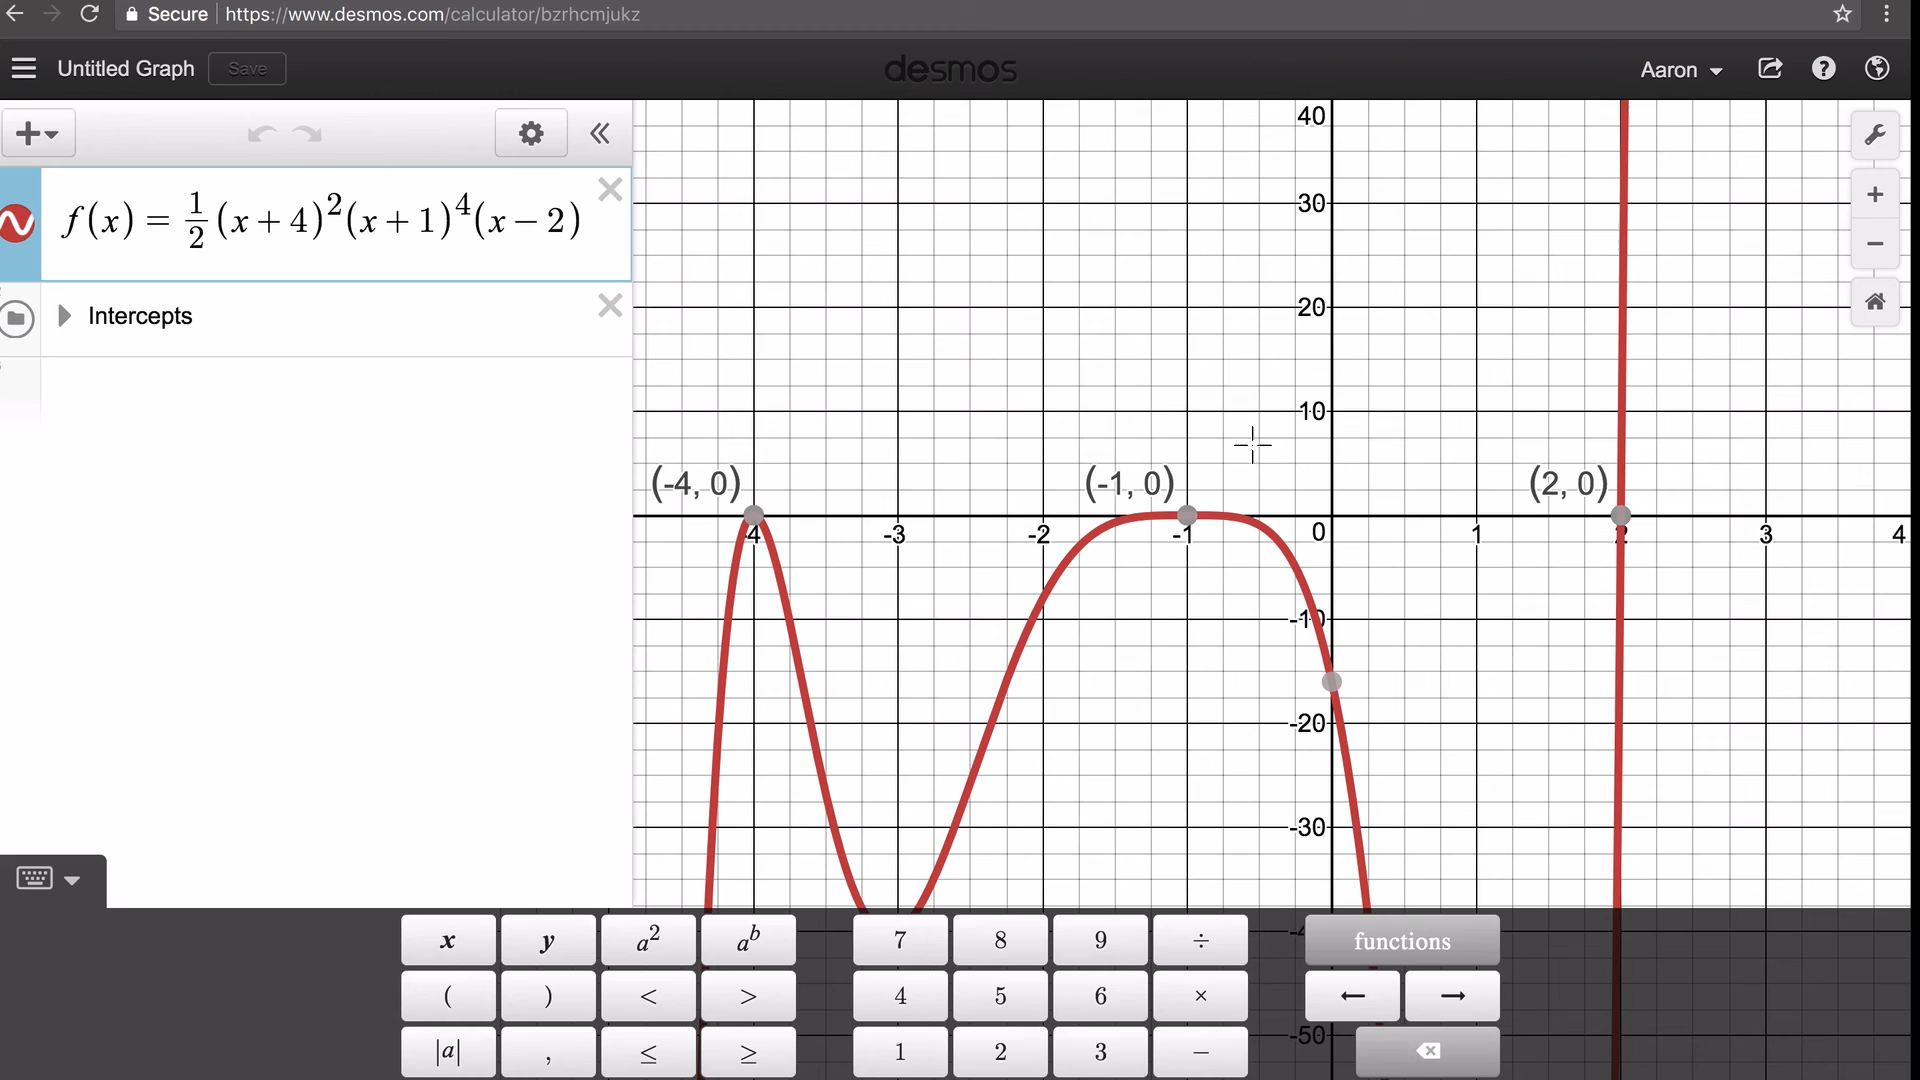 Secure | https://www.desmos.com/calculator/bzrhcmjukz
Untitled Graph Save desmos Aaron
f(x) = 1/2 (x + 4)^2 (x + 1)^4 (x − 2)
Intercepts
40
30
20
10
(-4, 0) (-1, 0) (2, 0)
-4 -3 -2 -1 0 1 2 3 4
-10
-20
-30
-50
x y a^2 a^b 7 8 9 ÷ functions
( ) < > 4 5 6 × ← →
|a| , ≤ ≥ 1 2 3 −